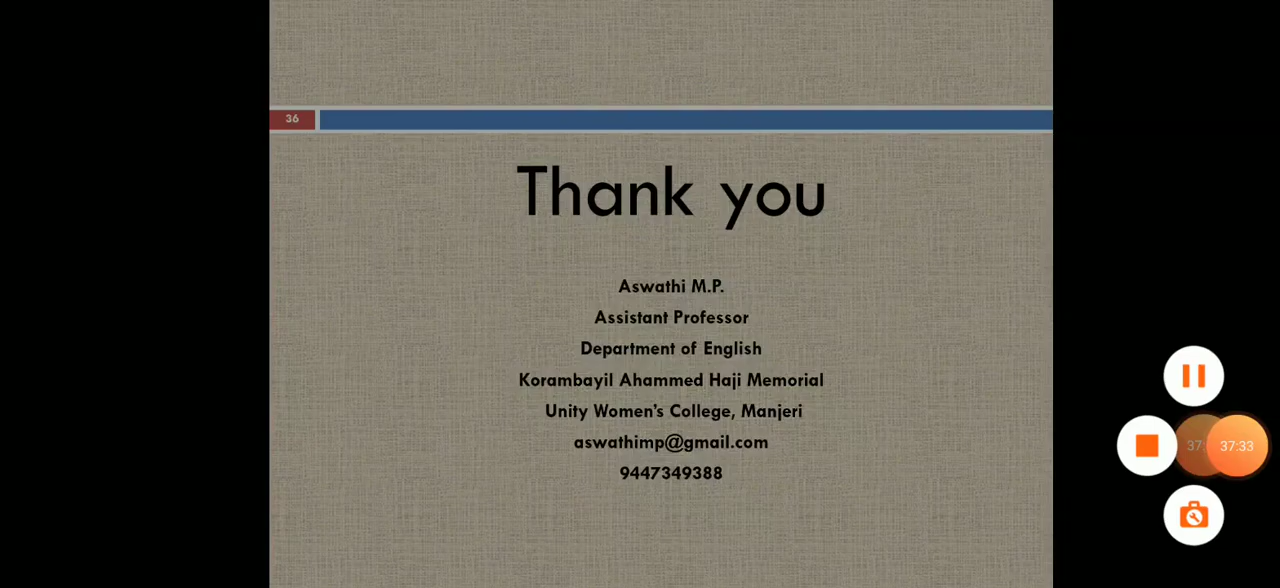 36
Thank you
Aswathi M.P.
Assistant Professor
Department of English
Korambayil Ahammed Haji Memorial
Unity Women's College, Manjeri
aswathimp@gmail.com
9447349388
37:33